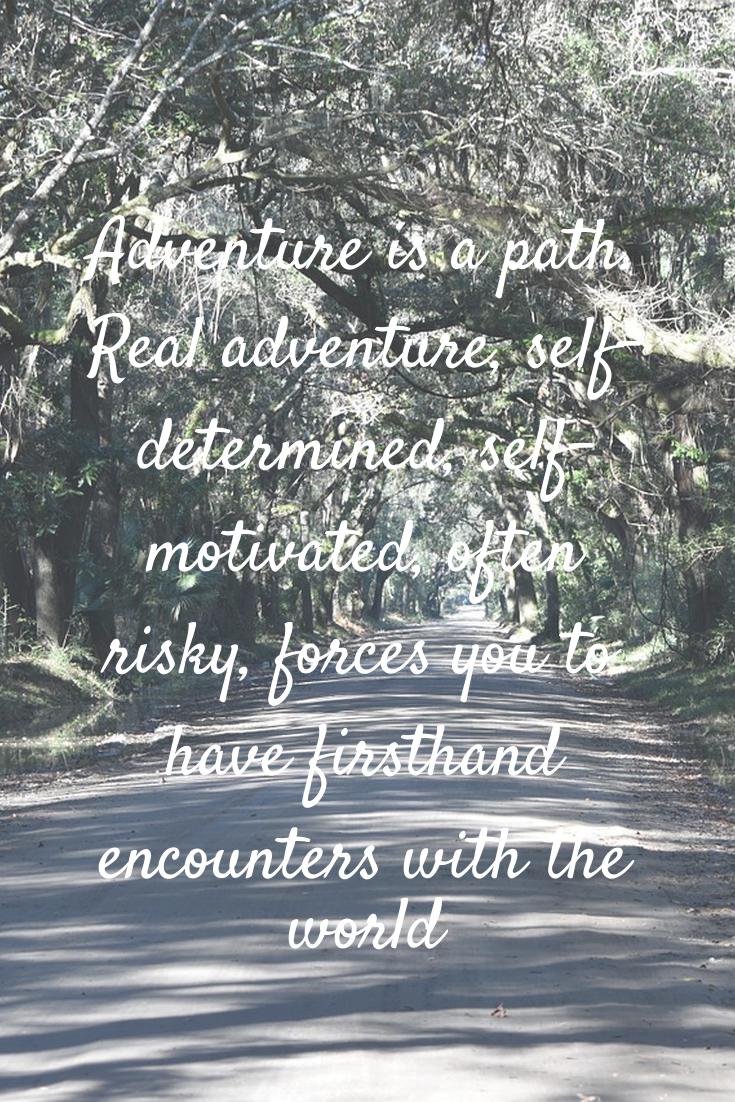 Adventure is a path.
Real adventure, self-
determined, self-
motivated, often
risky, forces you to
have firsthand
encounters with the
world